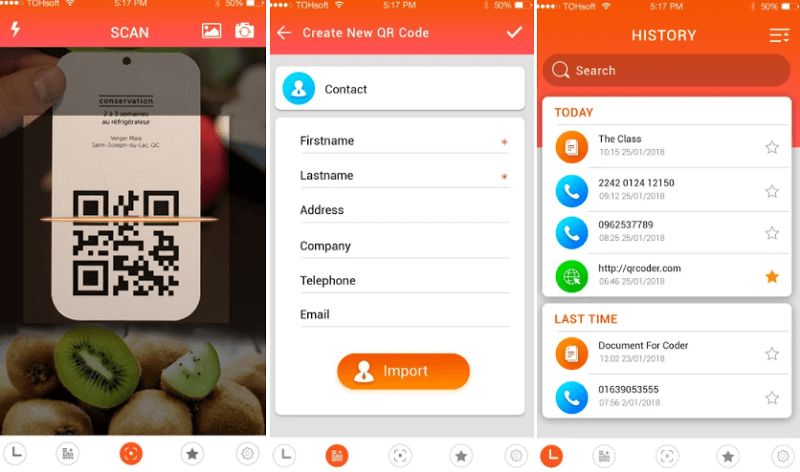 TOHsoft 5:17 PM 50%
SCAN
conservation
2 à 3 semaines
au réfrigérateur
Verger Maia
Saint-Joseph-du-Lac, QC
TOHsoft 5:17 PM 50%
Create New QR Code
Contact
Firstname *
Lastname *
Address
Company
Telephone
Email
Import
TOHsoft 5:17 PM 50%
HISTORY
Search
TODAY
The Class
10:15 25/01/2018
2242 0124 12150
09:12 25/01/2018
0962537789
08:25 25/01/2018
http://qrcoder.com
06:46 25/01/2018
LAST TIME
Document For Coder
12:02 23/01/2018
01639053555
07:56 2/01/2018